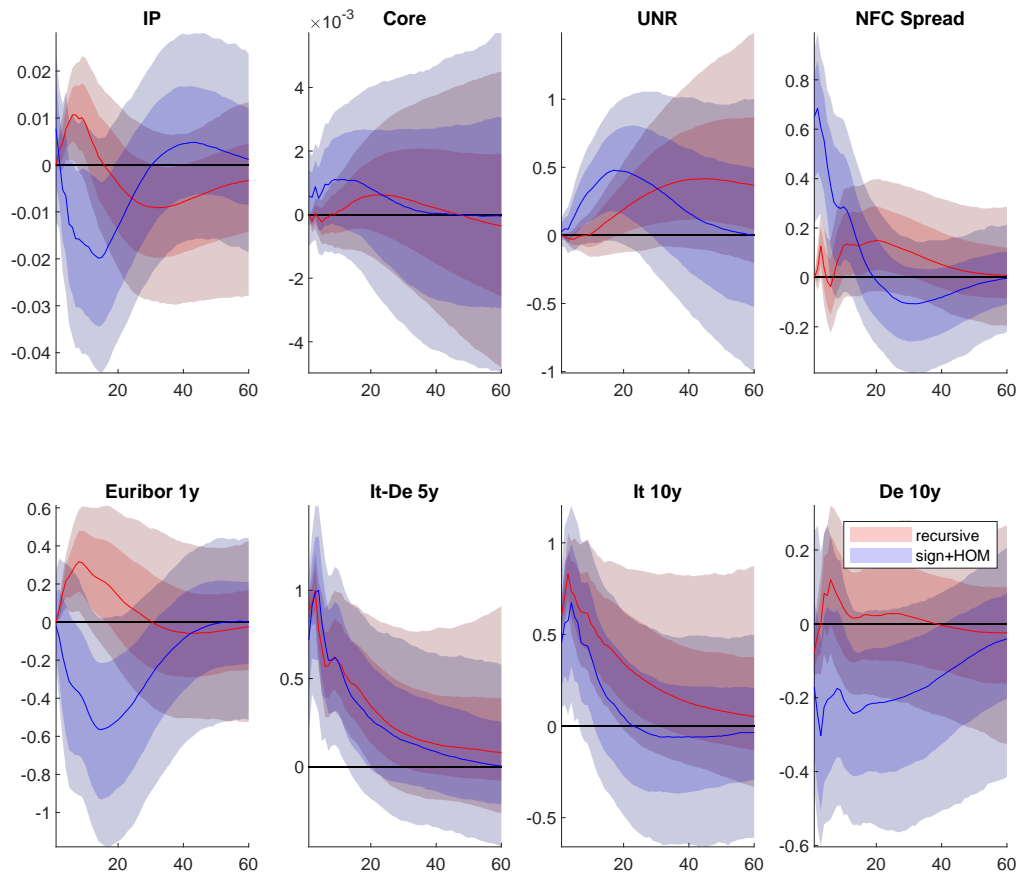 IP
0.02
0.01
0
-0.01
-0.02
-0.03
-0.04
20 40 60
Core
×10⁻³
4
2
0
-2
-4
20 40 60
UNR
1
0.5
0
-0.5
-1
20 40 60
NFC Spread
0.8
0.6
0.4
0.2
0
-0.2
20 40 60
Euribor 1y
0.6
0.4
0.2
0
-0.2
-0.4
-0.6
-0.8
-1
20 40 60
It-De 5y
1
0.5
0
20 40 60
It 10y
1
0.5
0
-0.5
20 40 60
De 10y
recursive
sign+HOM
0.2
0
-0.2
-0.4
-0.6
20 40 60